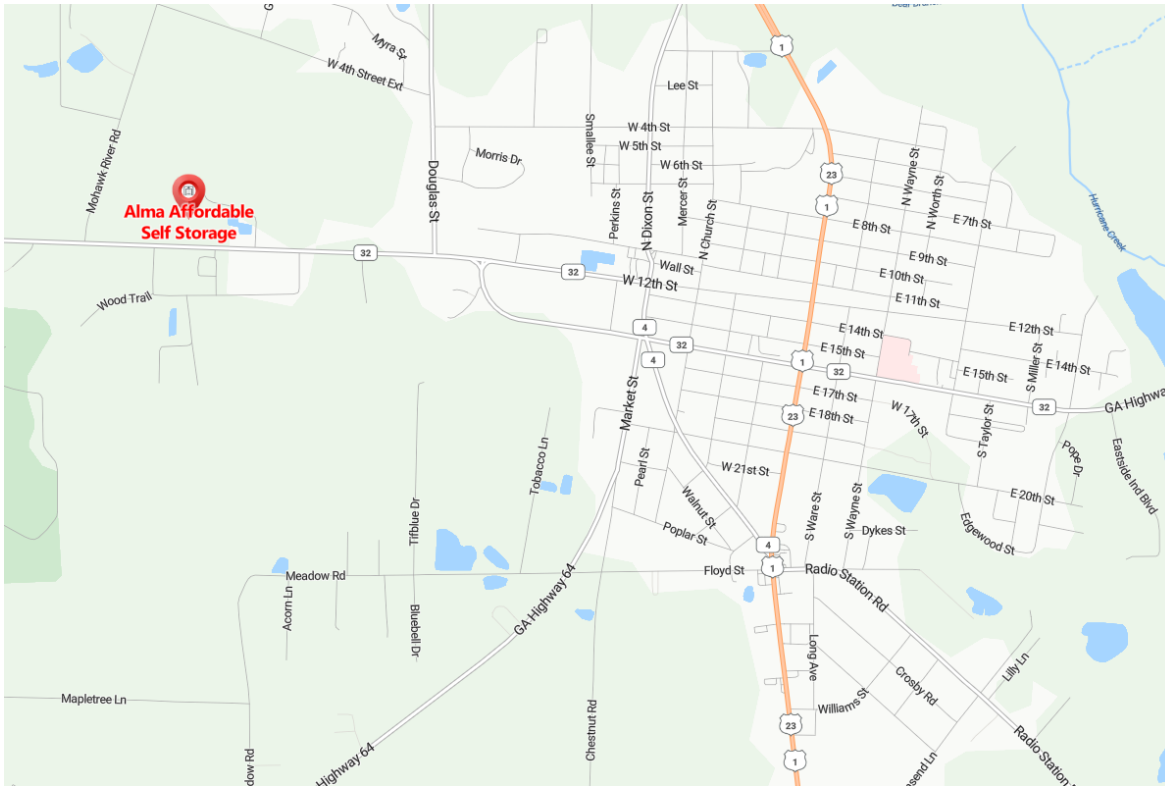 1
Myra St
W 4th Street Ext
Lee St
Smallee St
W 4th St
W 5th St
W 6th St
Morris Dr
Mohawk River Rd
Douglas St
Perkins St
N Dixon St
Mercer St
N Church St
23
1
N Wayne St
N Worth St
E 7th St
E 8th St
E 9th St
E 10th St
E 11th St
E 12th St
Hurricane Creek
Alma Affordable
Self Storage
32
32
Wall St
W 12th St
Wood Trail
4
32
4
E 14th St
E 15th St
1
32
E 14th St
E 15th St
S Miller St
32
GA Highway
E 17th St
E 18th St
W 17th St
23
S Taylor St
Pope Dr
Eastside Ind Blvd
Market St
Pearl St
Tobacco Ln
W 21st St
Walnut St
E 20th St
Tifblue Dr
S Ware St
S Wayne St
Dykes St
Edgewood St
Poplar St
4
1
Floyd St
Radio Station Rd
Meadow Rd
Acorn Ln
Bluebell Dr
GA Highway 64
Long Ave
Lilly Ln
Crosby Rd
Williams St
Mapletree Ln
Chestnut Rd
23
1
Radio Station
dow Rd
Highway 64
send Ln